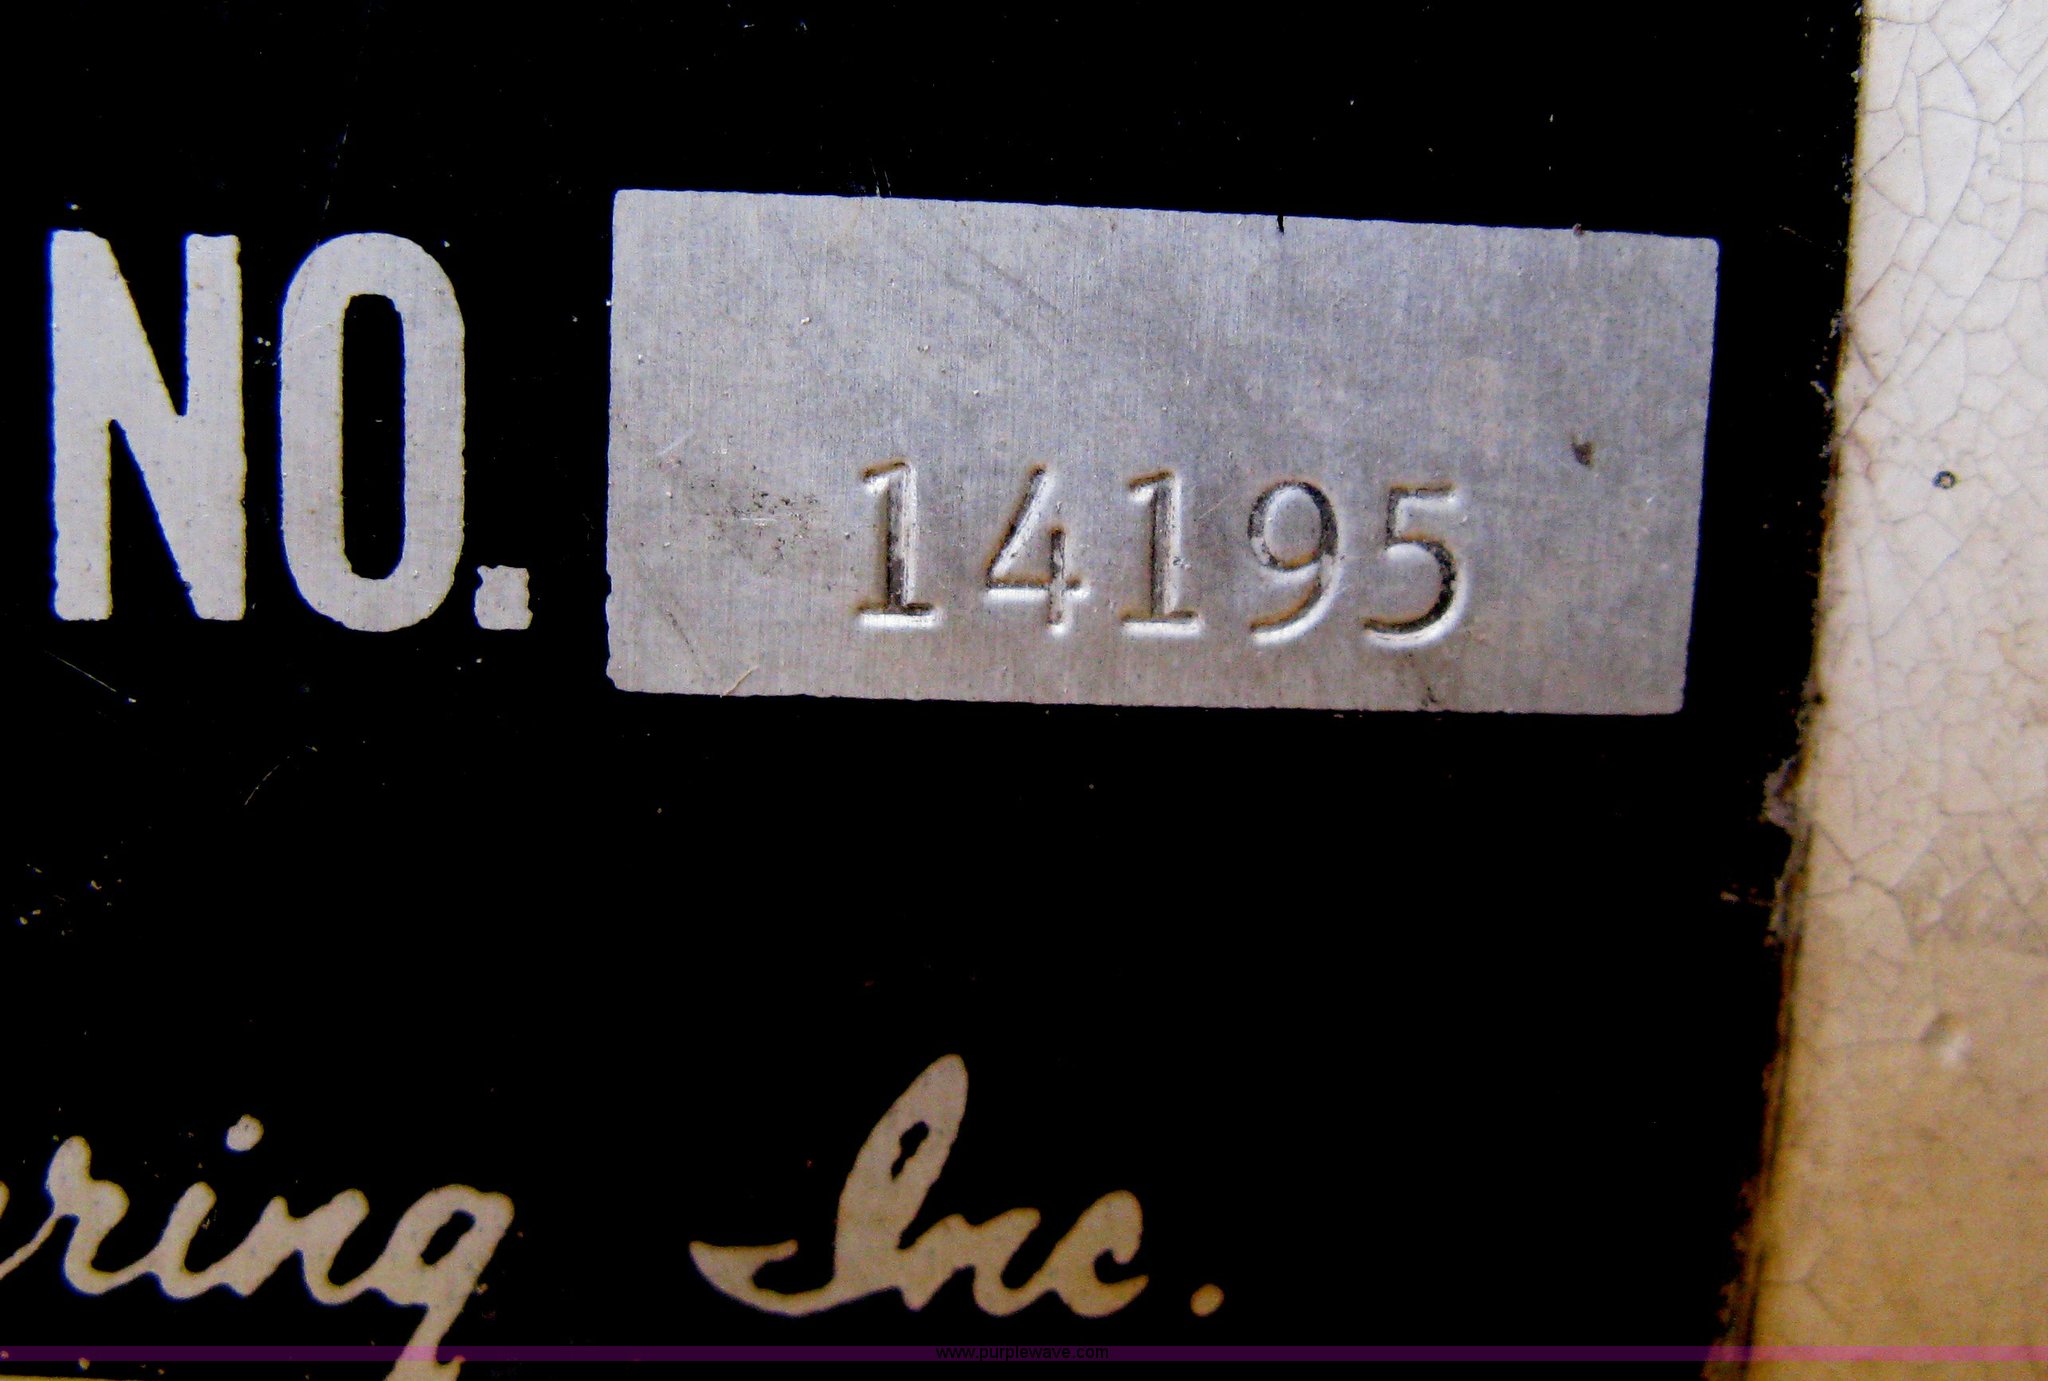 NO. 14195
ring Inc.
www.purplewave.com